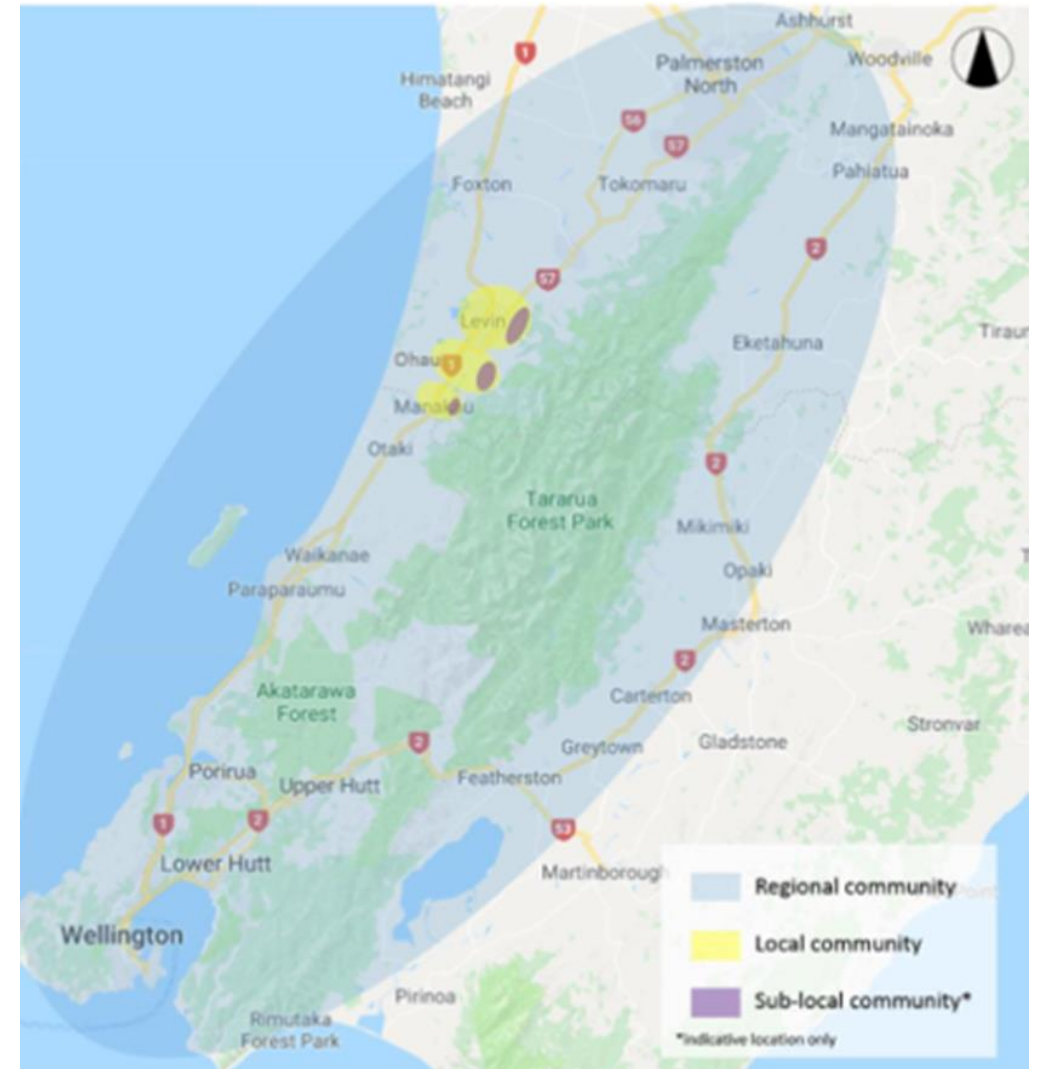 Ashhurst
Woodville
1
Palmerston
North
Himatangi
Beach
56
Mangatainoka
57
Pahiatua
Foxton
Tokomaru
2
57
Levin
Tiraun
Eketahuna
Ohau
1
Manakau
Otaki
2
Tararua
Forest Park
Mikimiki
Waikanae
Opaki
Paraparaumu
Masterton
Wharea
2
Akatarawa
Forest
Carterton
Stronvar
2
Greytown
Gladstone
Porirua
Upper Hutt
Featherston
1
2
53
Lower Hutt
Martinborough
Regional community
Point
Wellington
Local community
Pirinoa
Sub-local community*
Rimutaka
Forest Park
*indicative location only